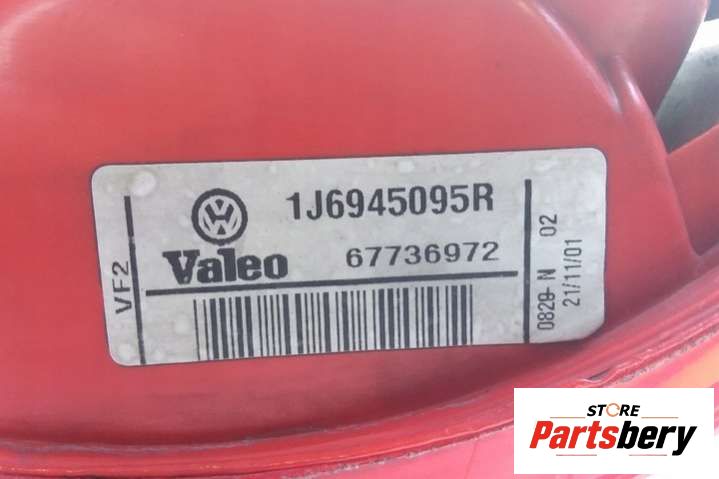 1J6945095R
Valeo 67736972
VF2
0829 N 02
21/11/01
STORE
Partsbery